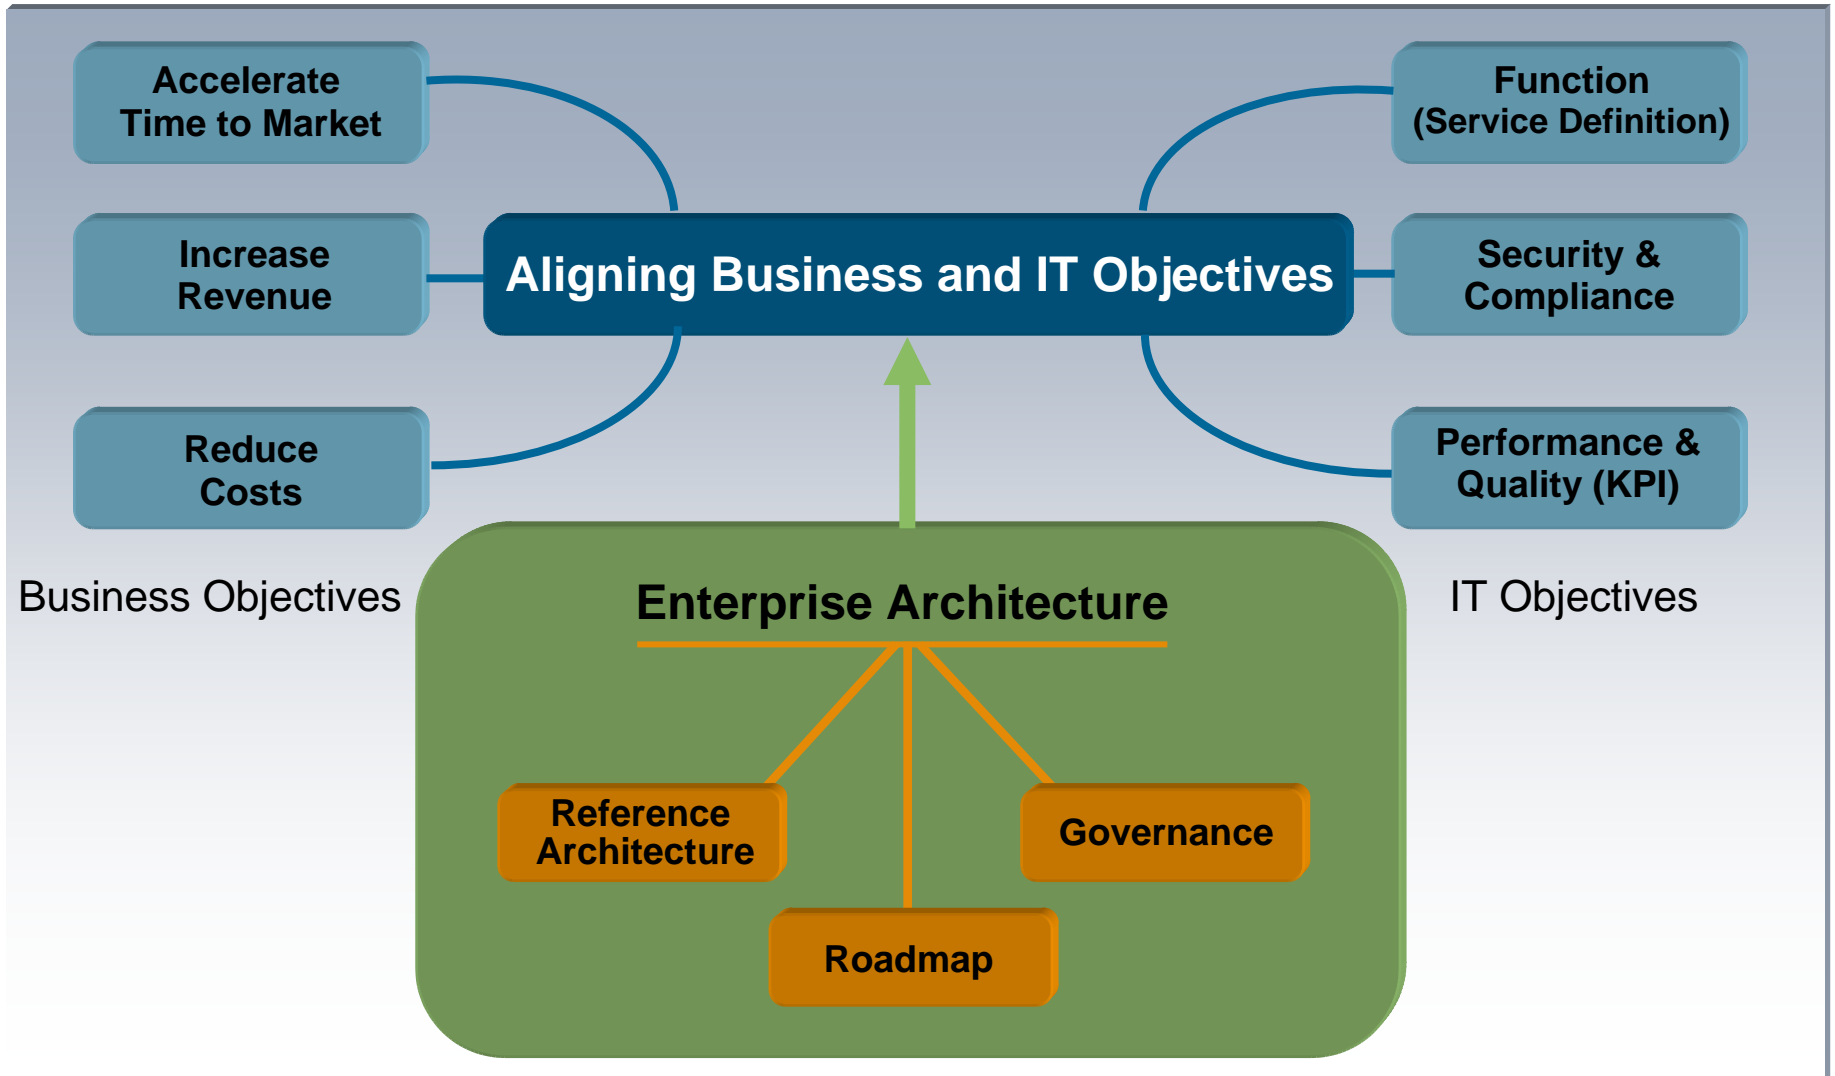 Accelerate
Time to Market
Increase
Revenue
Reduce
Costs
Business Objectives
Aligning Business and IT Objectives
Function
(Service Definition)
Security &
Compliance
Performance &
Quality (KPI)
IT Objectives
Enterprise Architecture
Reference
Architecture
Roadmap
Governance